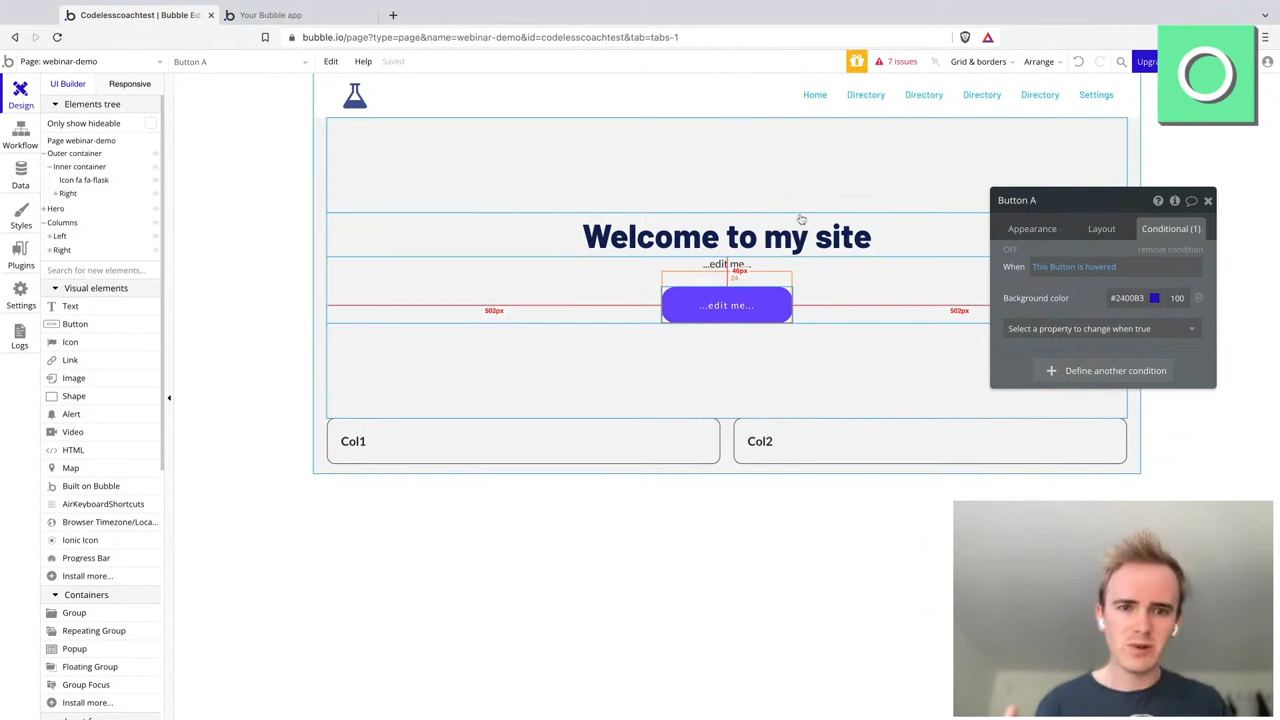 Codelesscoachtest | Bubble Ed
Your Bubble app
bubble.io/page?type=page&name=webinar-demo&id=codelesscoachtest&tab=tabs-1
Page: webinar-demo
Button A
Edit
Help
Saved
7 issues
Grid & borders
Arrange
Upgra
Design
Workflow
Data
Styles
Plugins
Settings
Logs
UI Builder
Responsive
Elements tree
Only show hideable
Page webinar-demo
Outer container
Inner container
Icon fa fa-flask
Right
Hero
Columns
Left
Right
Search for new elements...
Visual elements
Text
Button
Icon
Link
Image
Shape
Alert
Video
HTML
Map
Built on Bubble
AirKeyboardShortcuts
Browser Timezone/Loca...
Ionic Icon
Progress Bar
Install more...
Containers
Group
Repeating Group
Popup
Floating Group
Group Focus
Install more...
Home
Directory
Directory
Directory
Directory
Settings
Welcome to my site
...edit me...
46px
24
...edit me...
502px
502px
Col1
Col2
Button A
Appearance
Layout
Conditional (1)
OFF
remove condition
When
This Button is hovered
Background color
#2400B3
100
Select a property to change when true
Define another condition